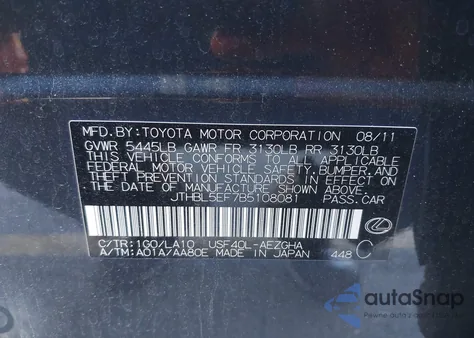 MFD.BY:TOYOTA MOTOR CORPORATION 08/11
GVWR 5445LB GAWR FR 3130LB RR 3130LB
THIS VEHICLE CONFORMS TO ALL APPLICABLE
FEDERAL MOTOR VEHICLE SAFETY, BUMPER, AND
THEFT PREVENTION STANDARDS IN EFFECT ON
THE DATE OF MANUFACTURE SHOWN ABOVE.
JTHBL5EF7B5108081 PASS.CAR
C/TR:1G0/LA10 USF40L-AEZGHA
A/TM:A01A/AA80E MADE IN JAPAN 448 C
autoSnap